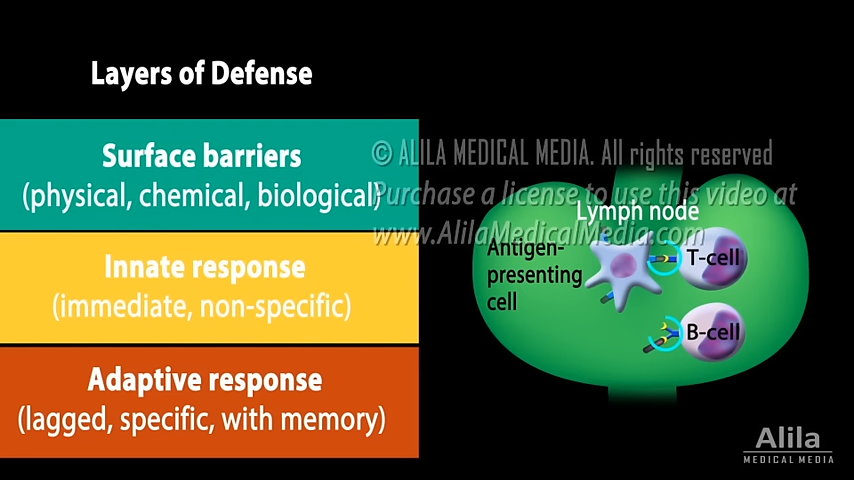 Layers of Defense
Surface barriers
(physical, chemical, biological)
Innate response
(immediate, non-specific)
Adaptive response
(lagged, specific, with memory)
© ALILA MEDICAL MEDIA. All rights reserved
Purchase a license to use this video at
www.AlilaMedicalMedia.com
Lymph node
Antigen-
presenting
cell
T-cell
B-cell
Alila
MEDICAL MEDIA